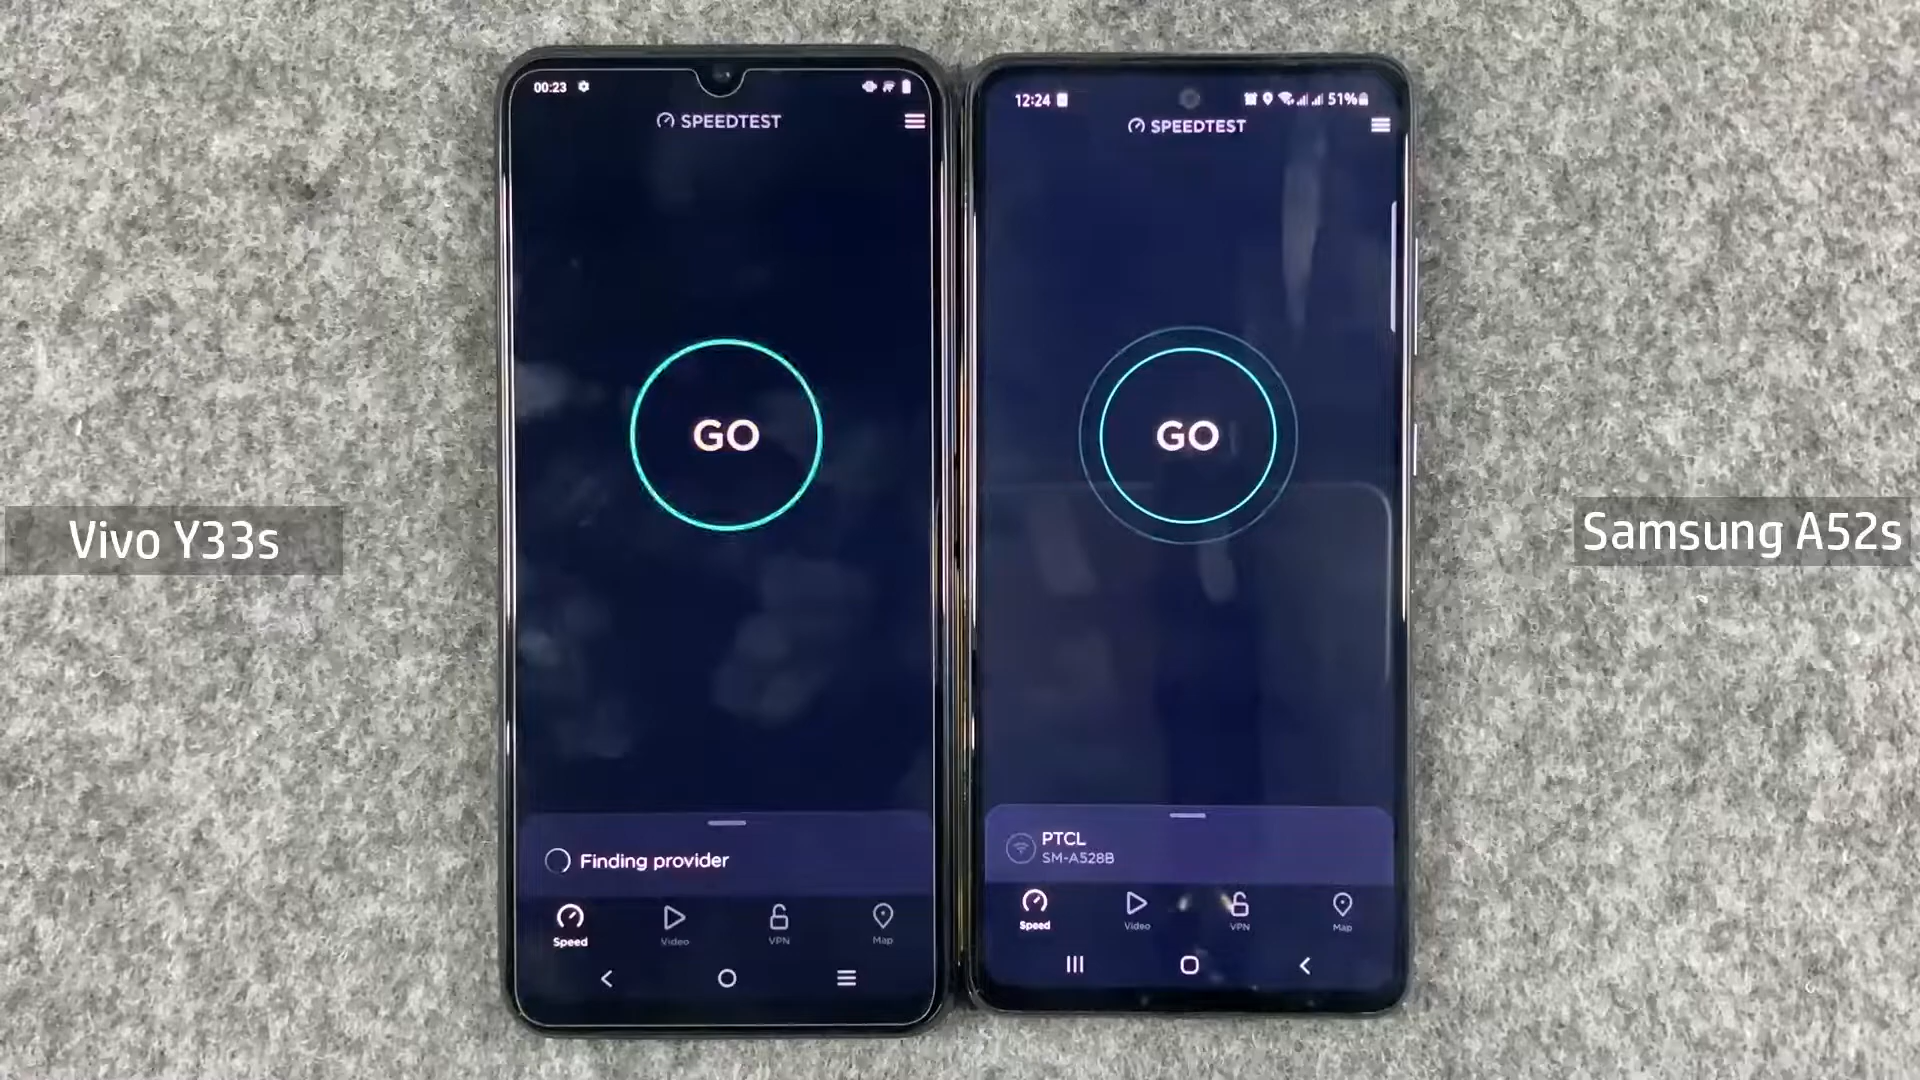 00:23
SPEEDTEST
GO
Finding provider
Speed
Video
VPN
Map
Vivo Y33s
12:24
51%
SPEEDTEST
GO
PTCL
SM-A528B
Speed
Video
VPN
Map
Samsung A52s